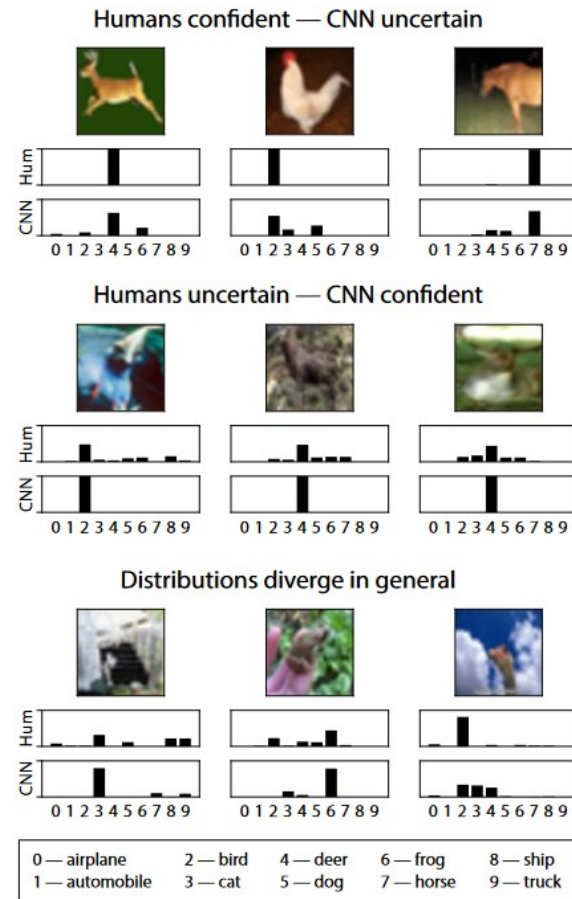 Humans confident — CNN uncertain
Hum
CNN
0 1 2 3 4 5 6 7 8 9 0 1 2 3 4 5 6 7 8 9 0 1 2 3 4 5 6 7 8 9
Humans uncertain — CNN confident
Hum
CNN
0 1 2 3 4 5 6 7 8 9 0 1 2 3 4 5 6 7 8 9 0 1 2 3 4 5 6 7 8 9
Distributions diverge in general
Hum
CNN
0 1 2 3 4 5 6 7 8 9 0 1 2 3 4 5 6 7 8 9 0 1 2 3 4 5 6 7 8 9
0 — airplane 2 — bird 4 — deer 6 — frog 8 — ship
1 — automobile 3 — cat 5 — dog 7 — horse 9 — truck